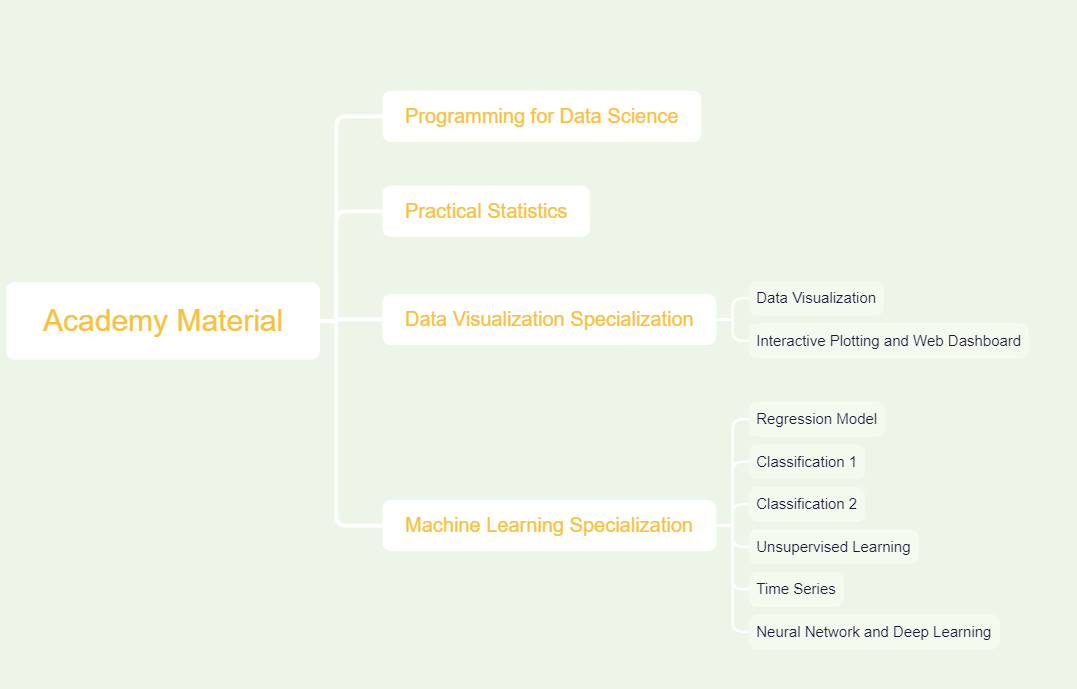 Academy Material
Programming for Data Science
Practical Statistics
Data Visualization Specialization
Data Visualization
Interactive Plotting and Web Dashboard
Machine Learning Specialization
Regression Model
Classification 1
Classification 2
Unsupervised Learning
Time Series
Neural Network and Deep Learning